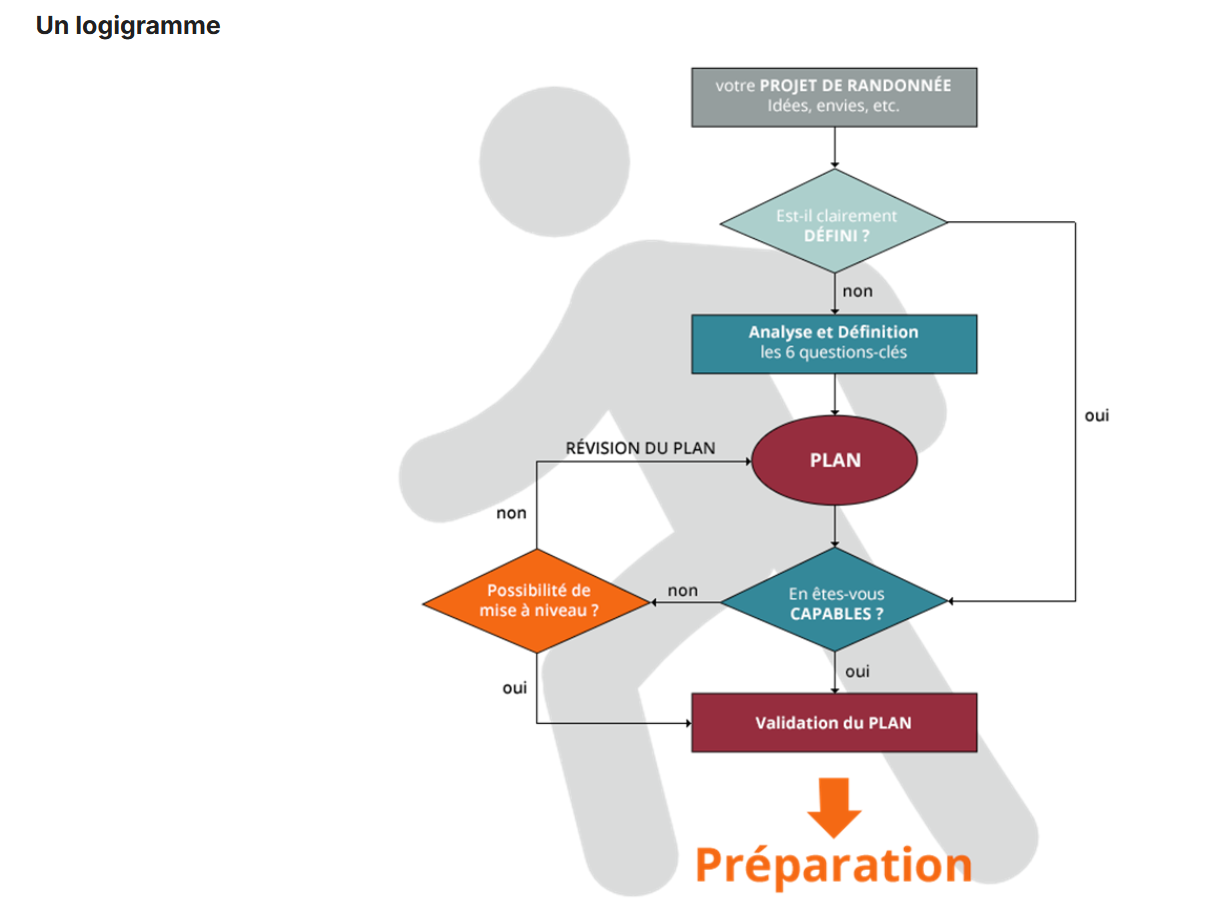 Un logigramme
votre PROJET DE RANDONNÉE
Idées, envies, etc.
Est-il clairement
DÉFINI ?
non
Analyse et Définition
les 6 questions-clés
oui
RÉVISION DU PLAN
PLAN
non
Possibilité de
mise à niveau ?
non
En êtes-vous
CAPABLES ?
oui
oui
Validation du PLAN
Préparation